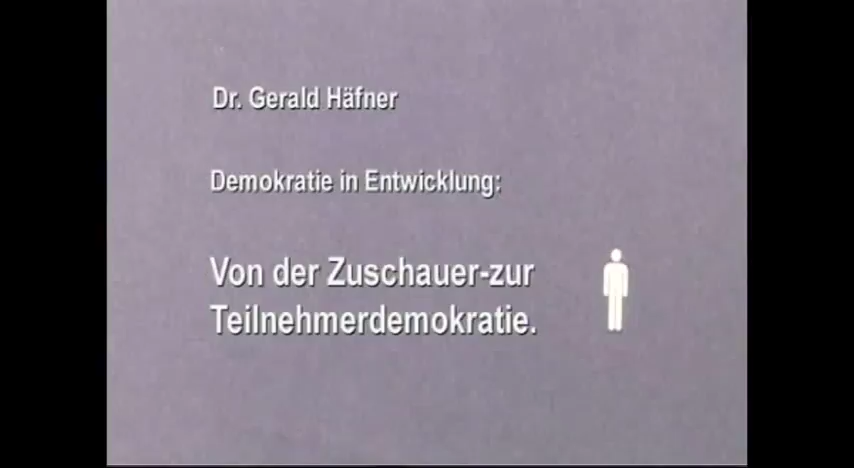 Dr. Gerald Häfner
Demokratie in Entwicklung:
Von der Zuschauer-zur
Teilnehmerdemokratie.